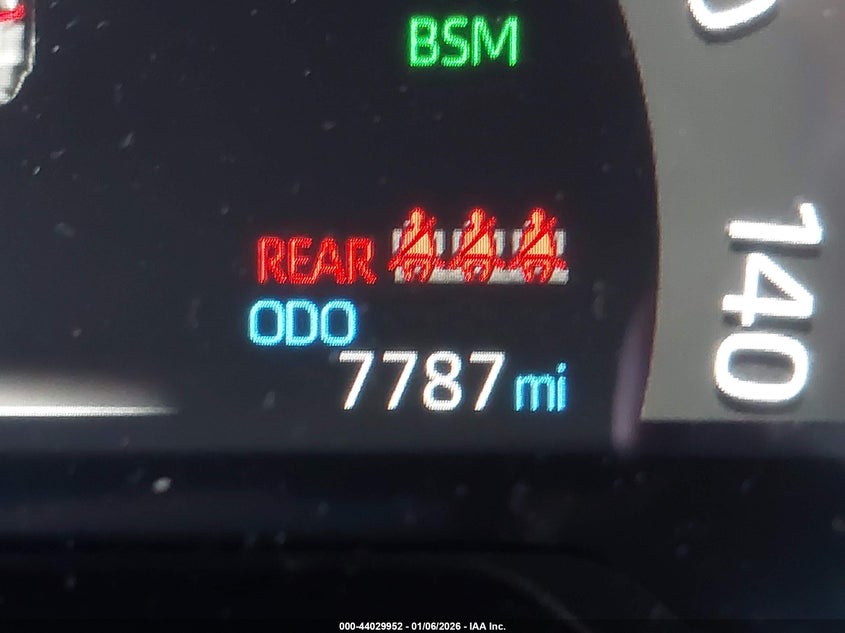 BSM
REAR
ODO
7787 mi
140
000-44029952 - 01/06/2026 - IAA Inc.